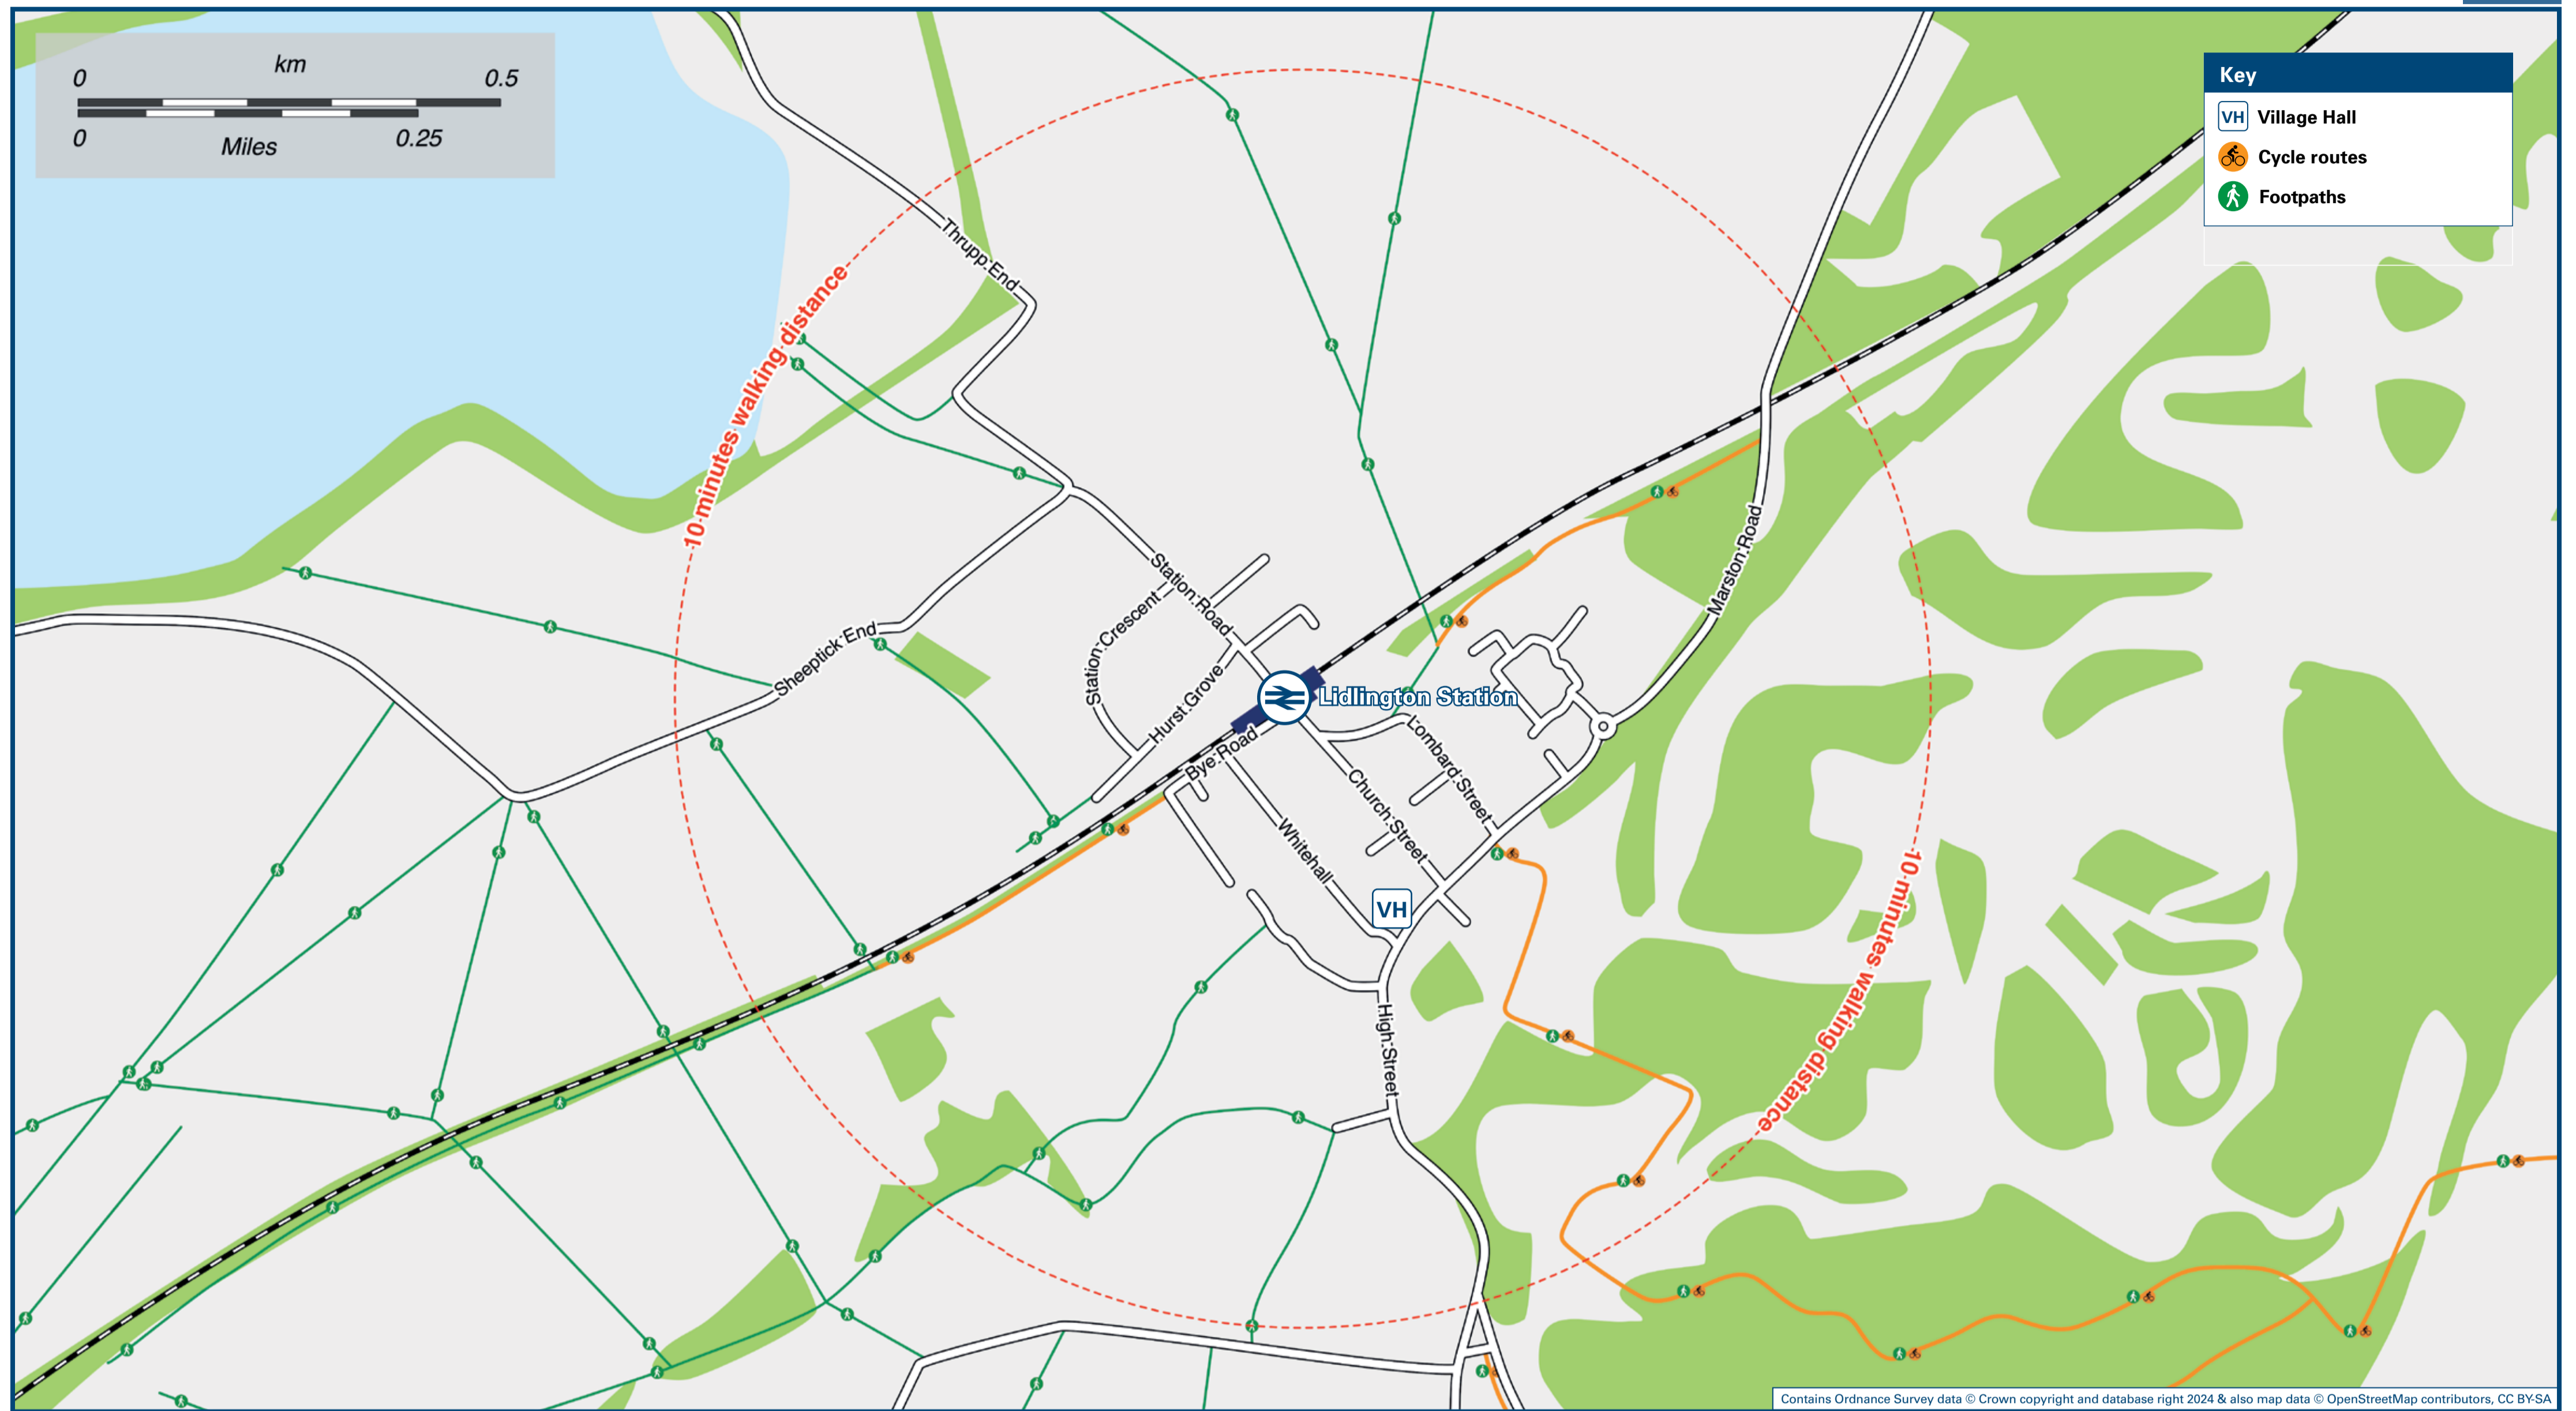 km
0 0.5
0 0.25
Miles
Key
VH Village Hall
Cycle routes
Footpaths
Thrupp End
10 minutes walking distance
Station Road
Station Crescent
Sheeptick End
Hurst Grove
Marston Road
Lidlington Station
Bye Road
Lombard Street
Church Street
Whitehall
VH
High Street
10 minutes walking distance
Contains Ordnance Survey data © Crown copyright and database right 2024 & also map data © OpenStreetMap contributors, CC BY-SA